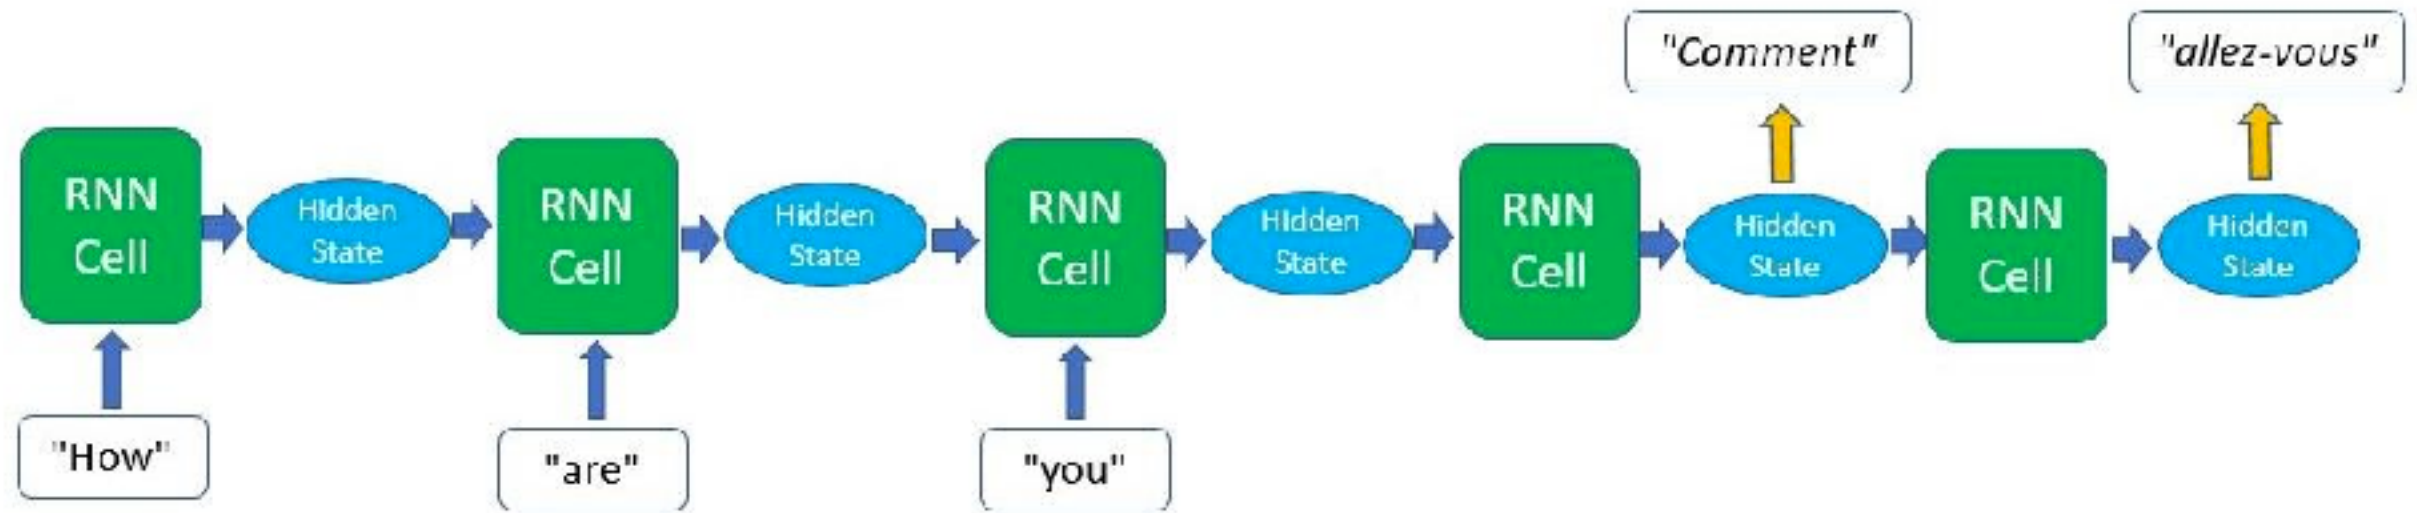 "Comment"
"allez-vous"
RNN
Cell
Hidden
State
RNN
Cell
Hidden
State
RNN
Cell
Hidden
State
RNN
Cell
Hidden
State
RNN
Cell
Hidden
State
"How"
"are"
"you"